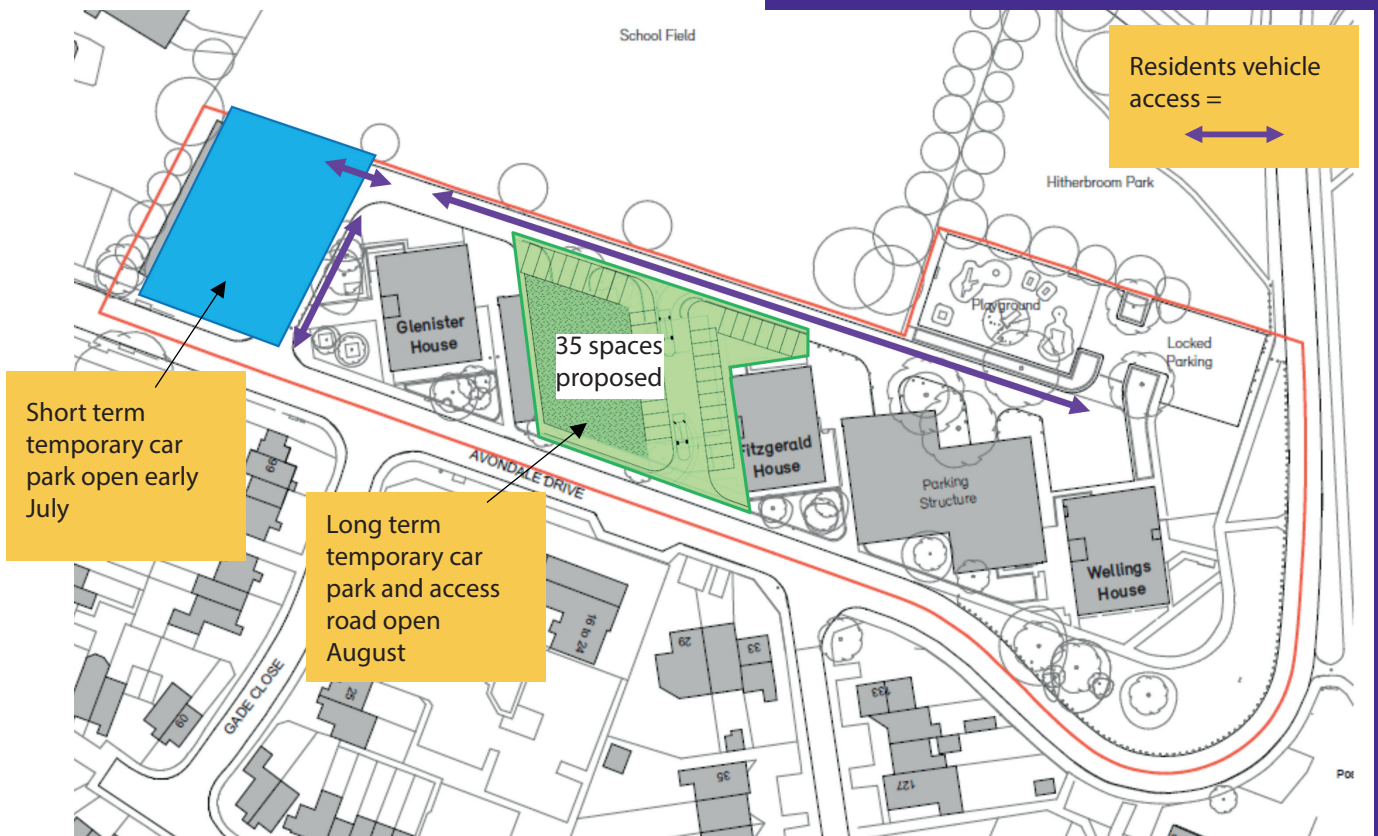 School Field
Residents vehicle
access =
Hitherbroom Park
Playground
Locked
Parking
Glenister
House
35 spaces
proposed
Fitzgerald
House
Parking
Structure
Wellings
House
Short term
temporary car
park open early
July
AVONDALE DRIVE
Long term
temporary car
park and access
road open
August
GADE CLOSE
16 to 24
29
33
25
35
133
127